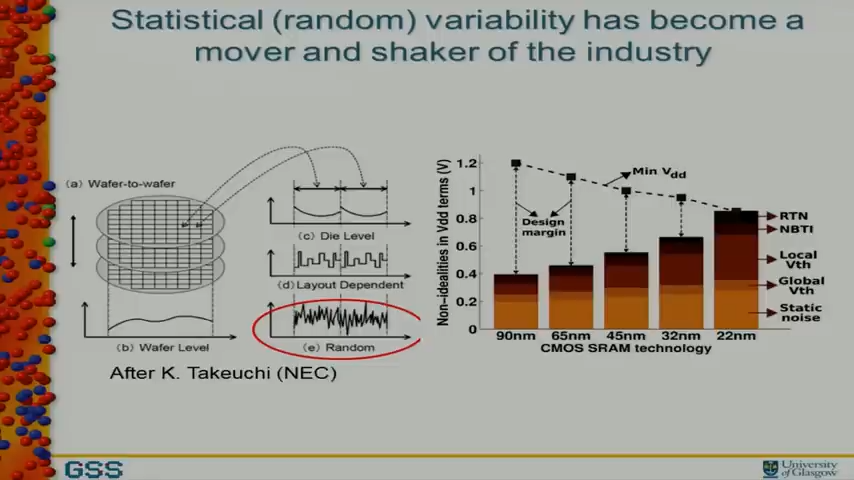 Statistical (random) variability has become a
mover and shaker of the industry
(a) Wafer-to-wafer
(b) Wafer Level
(c) Die Level
(d) Layout Dependent
(e) Random
After K. Takeuchi (NEC)
Non-idealities in Vdd terms (V)
1.2
1
0.8
0.6
0.4
0.2
0
Min Vdd
Design
margin
RTN
NBTI
Local
Vth
Global
Vth
Static
noise
90nm 65nm 45nm 32nm 22nm
CMOS SRAM technology
GSS
University
of Glasgow